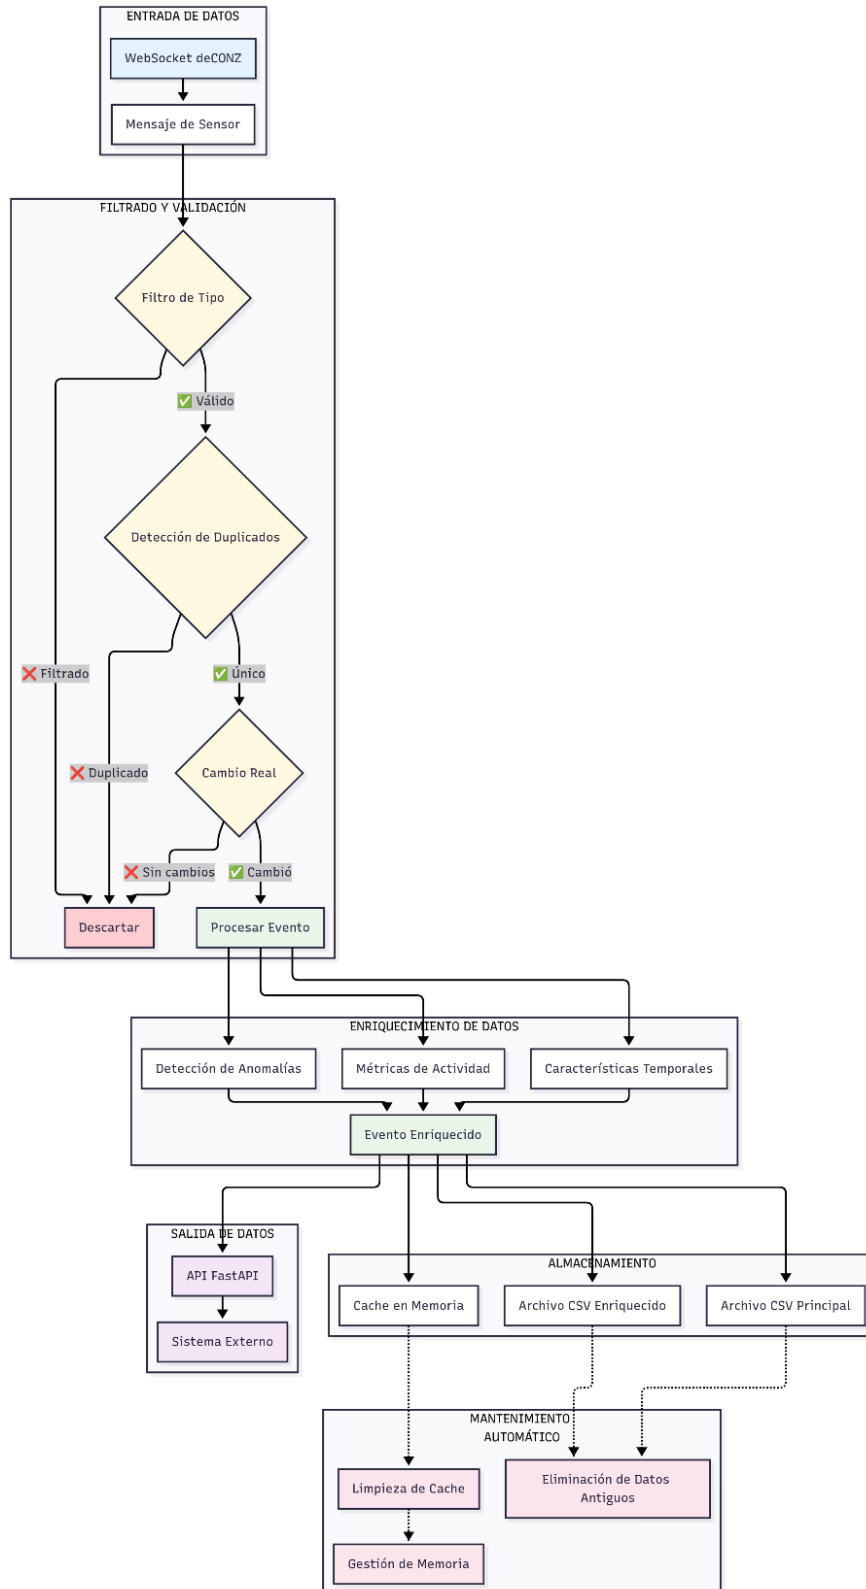 ENTRADA DE DATOS
WebSocket deCONZ
Mensaje de Sensor
FILTRADO Y VALIDACIÓN
Filtro de Tipo
✅ Válido
Detección de Duplicados
❌ Filtrado
✅ Único
❌ Duplicado
Cambio Real
❌ Sin cambios
✅ Cambió
Descartar
Procesar Evento
ENRIQUECIMIENTO DE DATOS
Detección de Anomalías
Métricas de Actividad
Características Temporales
Evento Enriquecido
SALIDA DE DATOS
API FastAPI
Sistema Externo
ALMACENAMIENTO
Cache en Memoria
Archivo CSV Enriquecido
Archivo CSV Principal
MANTENIMIENTO
AUTOMÁTICO
Limpieza de Cache
Eliminación de Datos
Antiguos
Gestión de Memoria